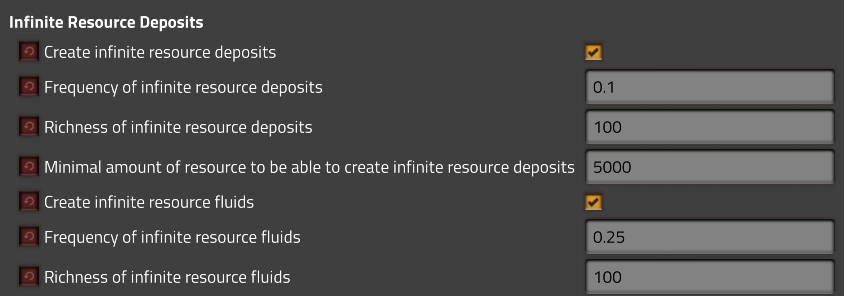 Infinite Resource Deposits
Create infinite resource deposits
Frequency of infinite resource deposits 0.1
Richness of infinite resource deposits 100
Minimal amount of resource to be able to create infinite resource deposits 5000
Create infinite resource fluids
Frequency of infinite resource fluids 0.25
Richness of infinite resource fluids 100